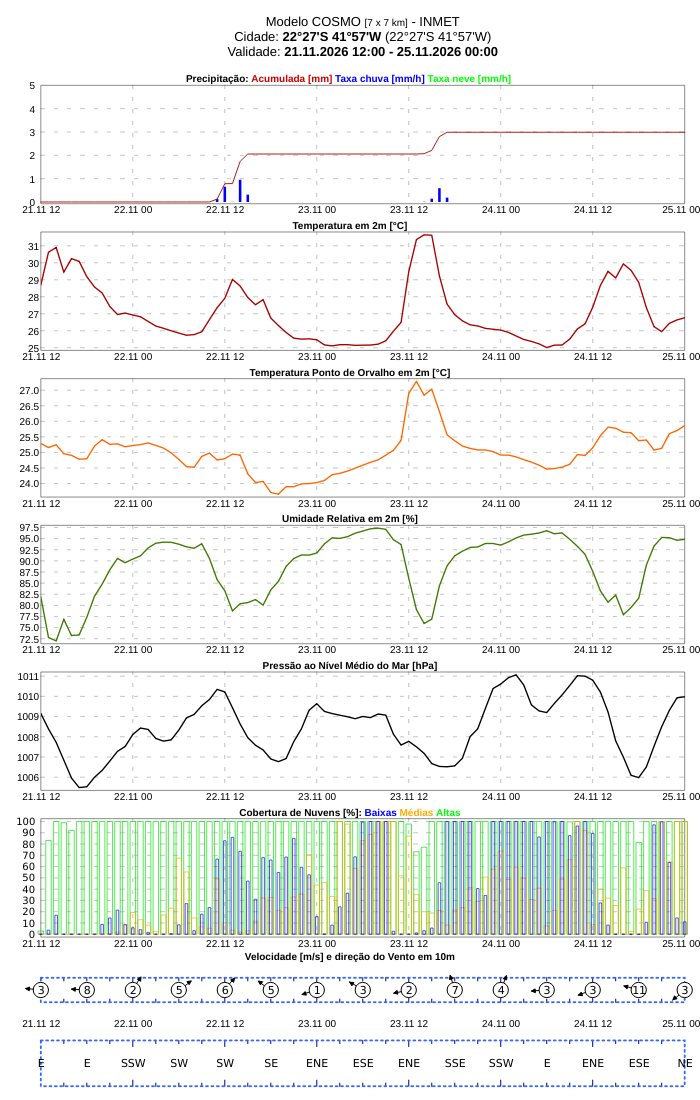 Modelo COSMO [7 x 7 km] - INMET
Cidade: 22°27'S 41°57'W (22°27'S 41°57'W)
Validade: 21.11.2026 12:00 - 25.11.2026 00:00
Precipitação: Acumulada [mm] Taxa chuva [mm/h] Taxa neve [mm/h]
5
4
3
2
1
0
21.11 12 22.11 00 22.11 12 23.11 00 23.11 12 24.11 00 24.11 12 25.11 00
Temperatura em 2m [°C]
31
30
29
28
27
26
25
21.11 12 22.11 00 22.11 12 23.11 00 23.11 12 24.11 00 24.11 12 25.11 00
Temperatura Ponto de Orvalho em 2m [°C]
27.0
26.5
26.0
25.5
25.0
24.5
24.0
21.11 12 22.11 00 22.11 12 23.11 00 23.11 12 24.11 00 24.11 12 25.11 00
Umidade Relativa em 2m [%]
97.5
95.0
92.5
90.0
87.5
85.0
82.5
80.0
77.5
75.0
72.5
21.11 12 22.11 00 22.11 12 23.11 00 23.11 12 24.11 00 24.11 12 25.11 00
Pressão ao Nível Médio do Mar [hPa]
1011
1010
1009
1008
1007
1006
21.11 12 22.11 00 22.11 12 23.11 00 23.11 12 24.11 00 24.11 12 25.11 00
Cobertura de Nuvens [%]: Baixas Médias Altas
100
90
80
70
60
50
40
30
20
10
0
21.11 12 22.11 00 22.11 12 23.11 00 23.11 12 24.11 00 24.11 12 25.11 00
Velocidade [m/s] e direção do Vento em 10m
3 8 2 5 6 5 1 3 2 7 4 3 3 11 3
21.11 12 22.11 00 22.11 12 23.11 00 23.11 12 24.11 00 24.11 12 25.11 00
E E SSW SW SW SE ENE ESE ENE SSE SSW E ENE ESE NE